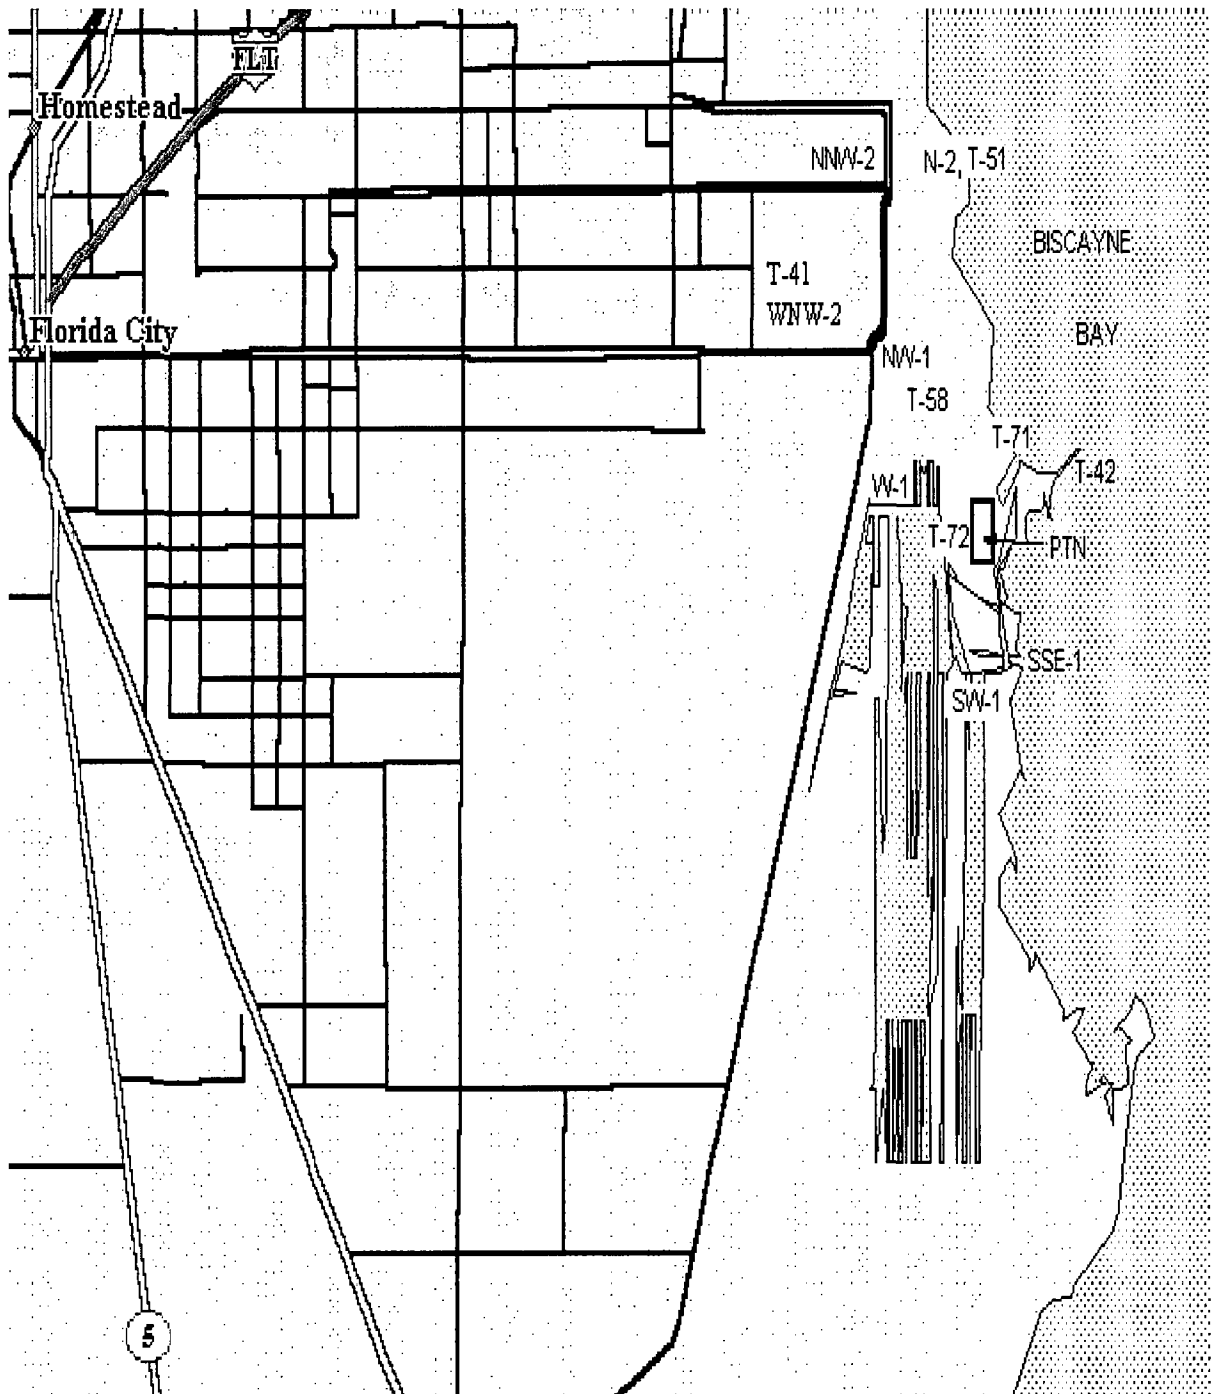 FLT
Homestead
NNW-2
N-2, T-51
BISCAYNE
T-41
WNW-2
Florida City
BAY
NW-1
T-58
T-71
T-42
W-1
T-72
PTN
SSE-1
SW-1
5